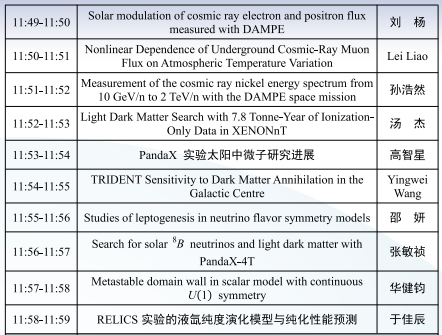 11:49-11:50
Solar modulation of cosmic ray electron and positron flux
measured with DAMPE
刘 杨
11:50-11:51
Nonlinear Dependence of Underground Cosmic-Ray Muon
Flux on Atmospheric Temperature Variation
Lei Liao
11:51-11:52
Measurement of the cosmic ray nickel energy spectrum from
10 GeV/n to 2 TeV/n with the DAMPE space mission
孙浩然
11:52-11:53
Light Dark Matter Search with 7.8 Tonne-Year of Ionization-
Only Data in XENONnT
汤 杰
11:53-11:54
PandaX 实验太阳中微子研究进展
高智星
11:54-11:55
TRIDENT Sensitivity to Dark Matter Annihilation in the
Galactic Centre
Yingwei
Wang
11:55-11:56
Studies of leptogenesis in neutrino flavor symmetry models
邵 妍
11:56-11:57
Search for solar ⁸B neutrinos and light dark matter with
PandaX-4T
张敏祯
11:57-11:58
Metastable domain wall in scalar model with continuous
U(1) symmetry
华健钧
11:58-11:59
RELICS 实验的液氙纯度演化模型与纯化性能预测
于佳辰